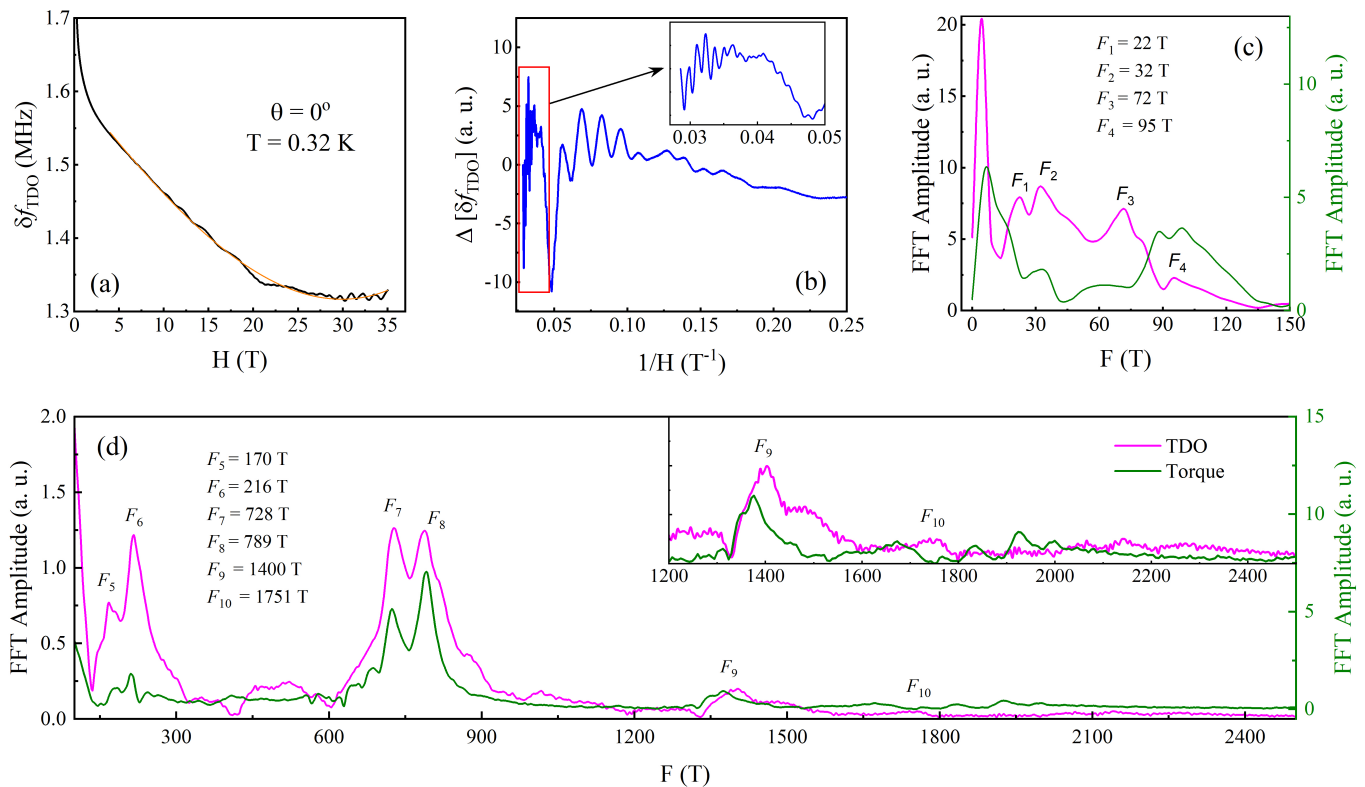 1.7
1.6
1.5
1.4
1.3
δf_TDO (MHz)
θ = 0°
T = 0.32 K
(a)
0 5 10 15 20 25 30 35
H (T)
10
5
0
-5
-10
Δ [δf_TDO] (a. u.)
0.03 0.04 0.05
(b)
0.05 0.10 0.15 0.20 0.25
1/H (T⁻¹)
20
15
10
5
0
FFT Amplitude (a. u.)
(c)
F₁ = 22 T
F₂ = 32 T
F₃ = 72 T
F₄ = 95 T
F₁
F₂
F₃
F₄
0 30 60 90 120 150
F (T)
10
5
0
FFT Amplitude (a. u.)
2.0
1.5
1.0
0.5
0.0
FFT Amplitude (a. u.)
(d)
F₅ = 170 T
F₆ = 216 T
F₇ = 728 T
F₈ = 789 T
F₉ = 1400 T
F₁₀ = 1751 T
F₅
F₆
F₇
F₈
F₉
F₁₀
F₉
F₁₀
TDO
Torque
1200 1400 1600 1800 2000 2200 2400
15
10
5
0
FFT Amplitude (a. u.)
300 600 900 1200 1500 1800 2100 2400
F (T)